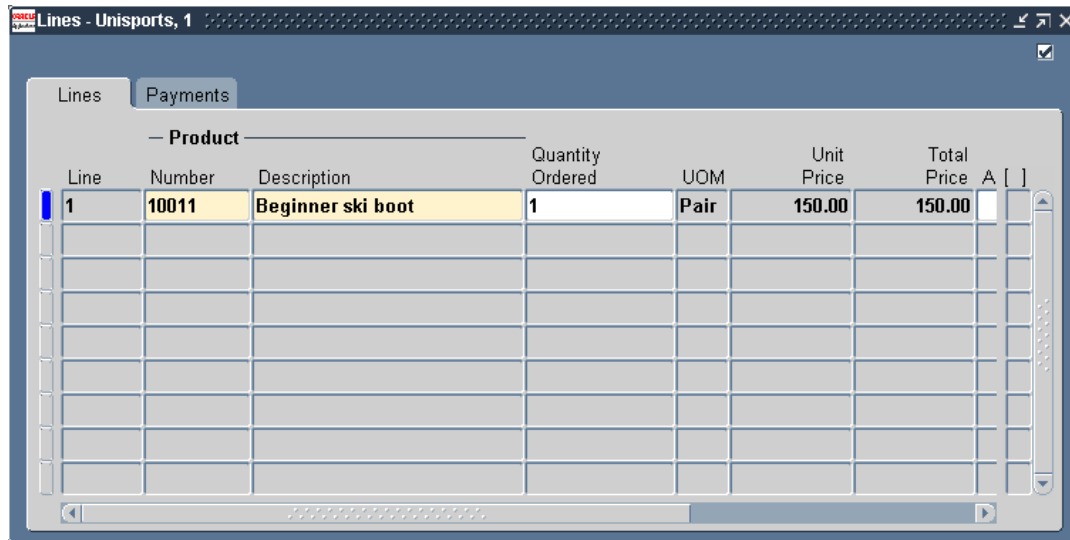 ORACLE
Lines - Unisports, 1
Lines Payments
Product
Line Number Description Quantity Ordered UOM Unit Price Total Price A [ ]
1 10011 Beginner ski boot 1 Pair 150.00 150.00